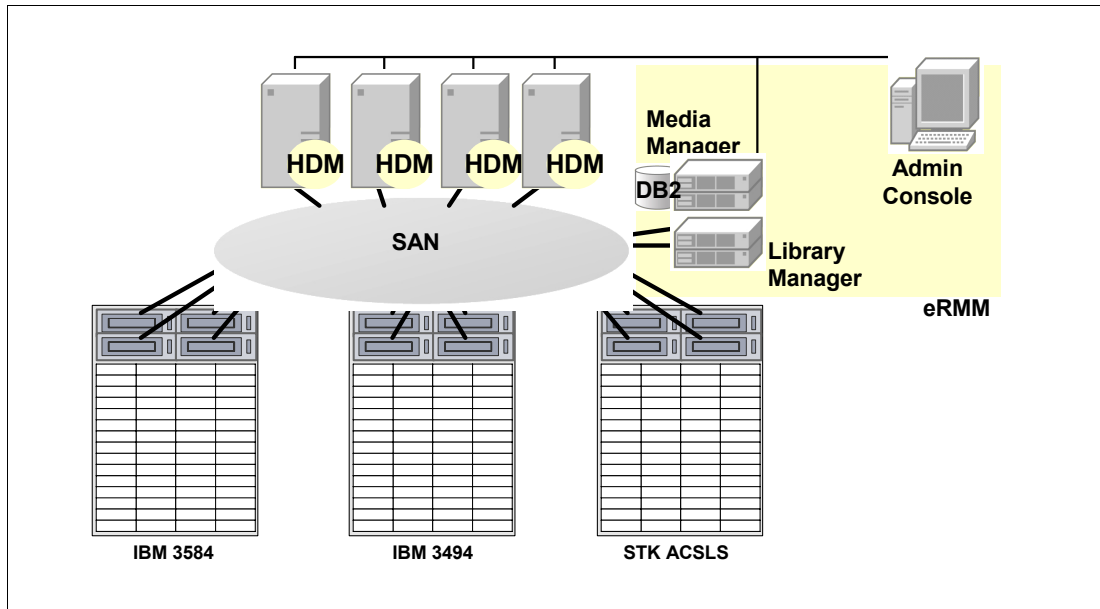 Media
Manager
HDM
HDM
HDM
HDM
DB2
Admin
Console
SAN
Library
Manager
eRMM
IBM 3584
IBM 3494
STK ACSLS